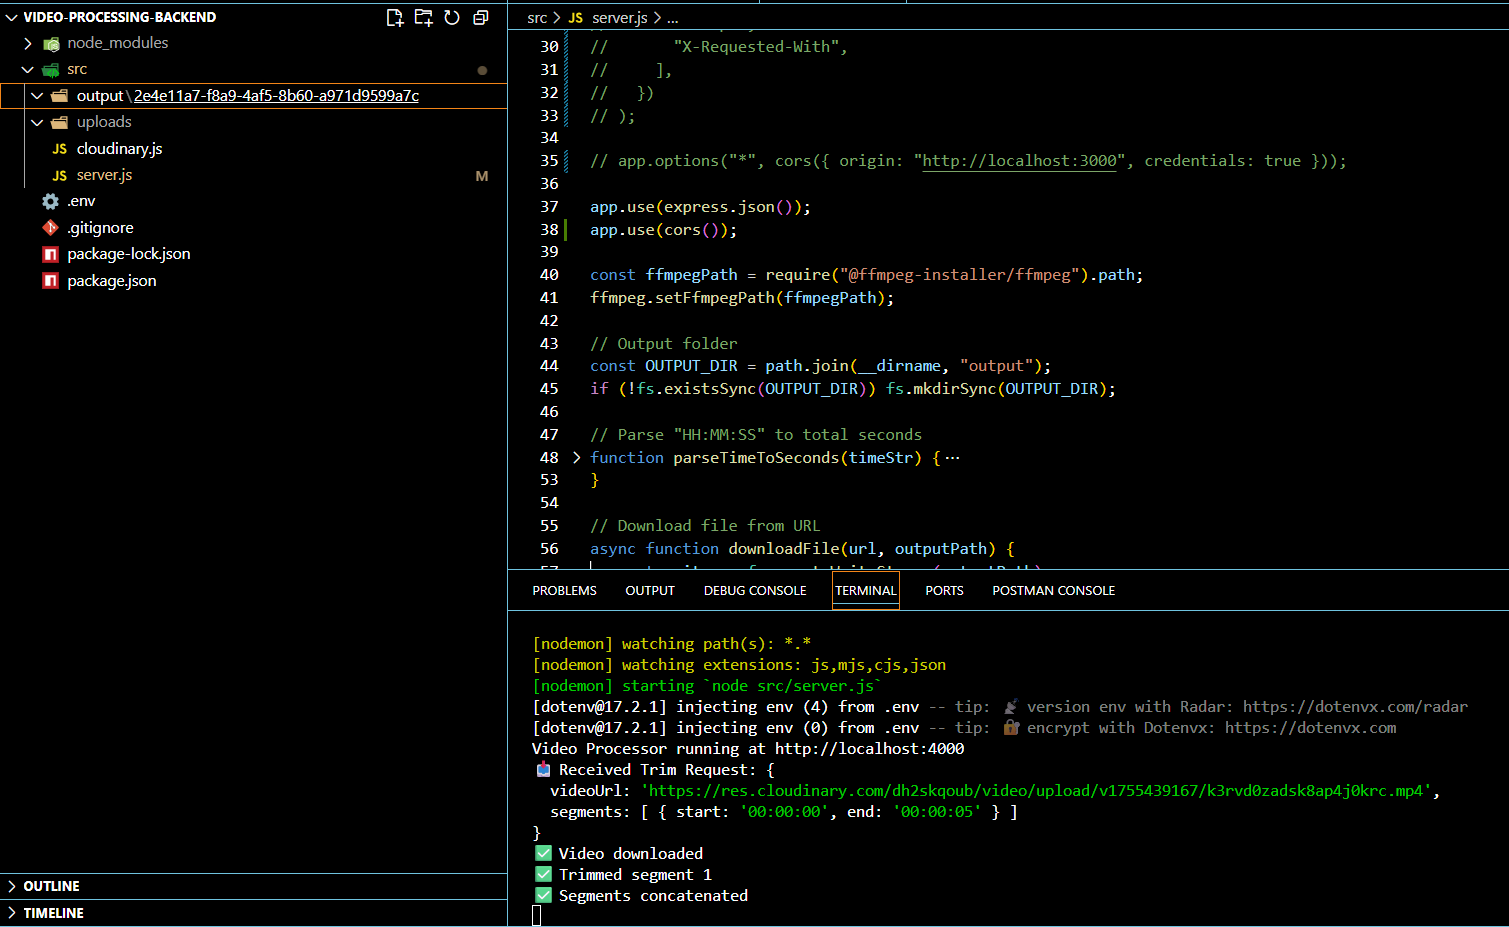 VIDEO-PROCESSING-BACKEND
node_modules
src
output\2e4e11a7-f8a9-4af5-8b60-a971d9599a7c
uploads
JS cloudinary.js
JS server.js M
.env
.gitignore
package-lock.json
package.json
OUTLINE
TIMELINE
src > JS server.js > ...
30 // "X-Requested-With",
31 // ],
32 // })
33 // );
34
35 // app.options("*", cors({ origin: "http://localhost:3000", credentials: true }));
36
37 app.use(express.json());
38 app.use(cors());
39
40 const ffmpegPath = require("@ffmpeg-installer/ffmpeg").path;
41 ffmpeg.setFfmpegPath(ffmpegPath);
42
43 // Output folder
44 const OUTPUT_DIR = path.join(__dirname, "output");
45 if (!fs.existsSync(OUTPUT_DIR)) fs.mkdirSync(OUTPUT_DIR);
46
47 // Parse "HH:MM:SS" to total seconds
48 function parseTimeToSeconds(timeStr) { ...
53 }
54
55 // Download file from URL
56 async function downloadFile(url, outputPath) {
PROBLEMS OUTPUT DEBUG CONSOLE TERMINAL PORTS POSTMAN CONSOLE
[nodemon] watching path(s): *.*
[nodemon] watching extensions: js,mjs,cjs,json
[nodemon] starting `node src/server.js`
[dotenv@17.2.1] injecting env (4) from .env -- tip: 📡 version env with Radar: https://dotenvx.com/radar
[dotenv@17.2.1] injecting env (0) from .env -- tip: 🔐 encrypt with Dotenvx: https://dotenvx.com
Video Processor running at http://localhost:4000
📥 Received Trim Request: {
videoUrl: 'https://res.cloudinary.com/dh2skqoub/video/upload/v1755439167/k3rvd0zadsk8ap4j0krc.mp4',
segments: [ { start: '00:00:00', end: '00:00:05' } ]
}
✅ Video downloaded
✅ Trimmed segment 1
✅ Segments concatenated